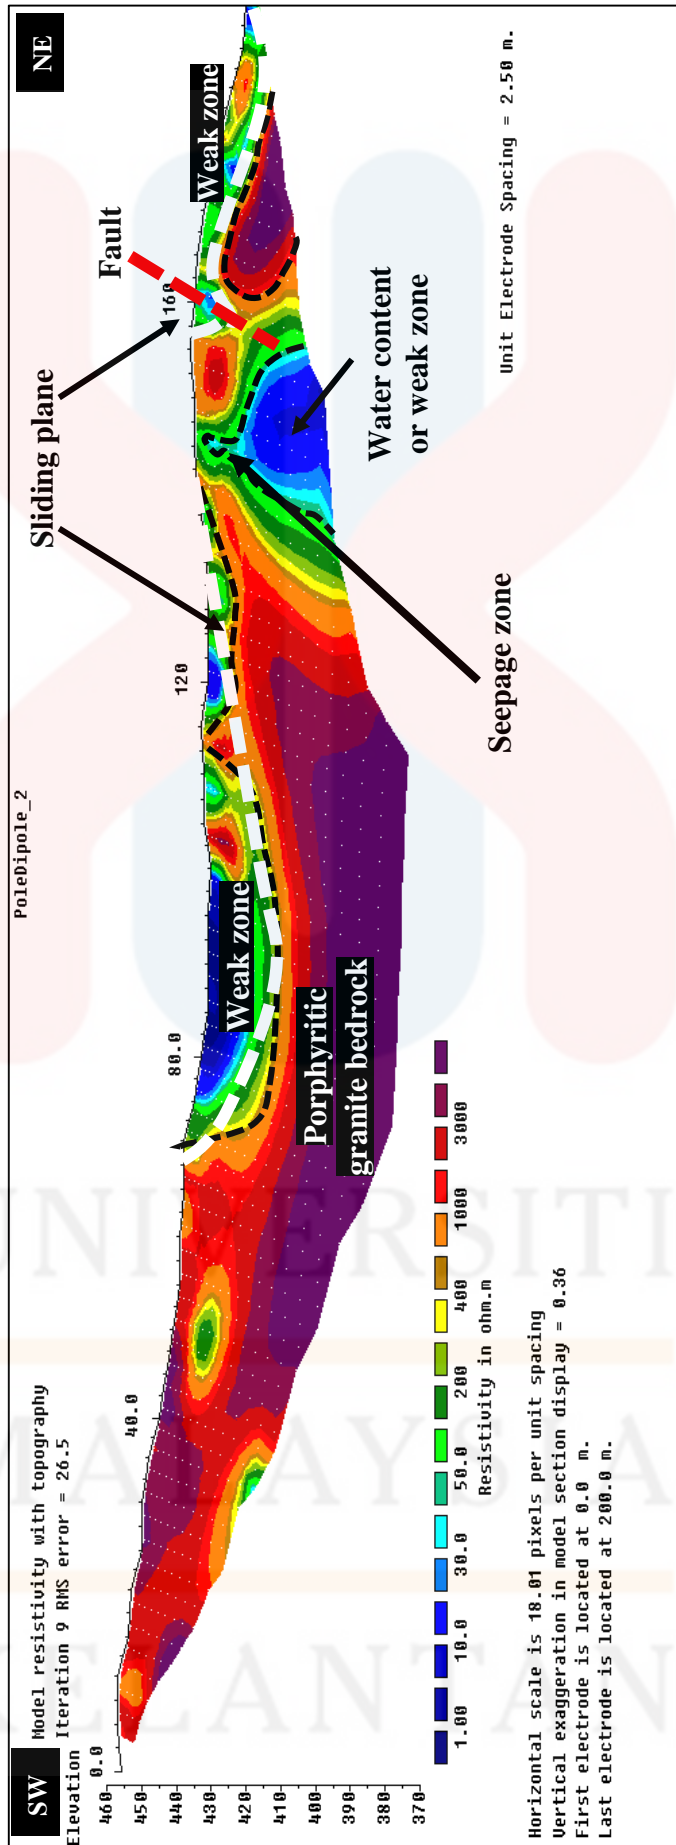 PoleDipole_2
SW
NE
Model resistivity with topography
Iteration 9 RMS error = 26.5
Elevation
0.0
40.0
80.0
120
160
460
450
440
430
420
410
400
390
380
370
Sliding plane
Fault
Weak zone
Weak zone
Porphyritic
granite bedrock
Water content
or weak zone
Seepage zone
1.00
10.0
30.0
50.0
200
400
1000
3000
Resistivity in ohm.m
Unit Electrode Spacing = 2.50 m.
Horizontal scale is 18.01 pixels per unit spacing
Vertical exaggeration in model section display = 0.36
First electrode is located at 0.0 m.
Last electrode is located at 200.0 m.
UNIVERSITI
MALAYSIA
KELANTAN